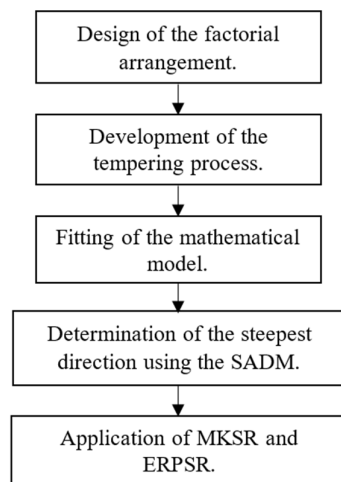 Design of the factorial
arrangement.
Development of the
tempering process.
Fitting of the mathematical
model.
Determination of the steepest
direction using the SADM.
Application of MKSR and
ERPSR.